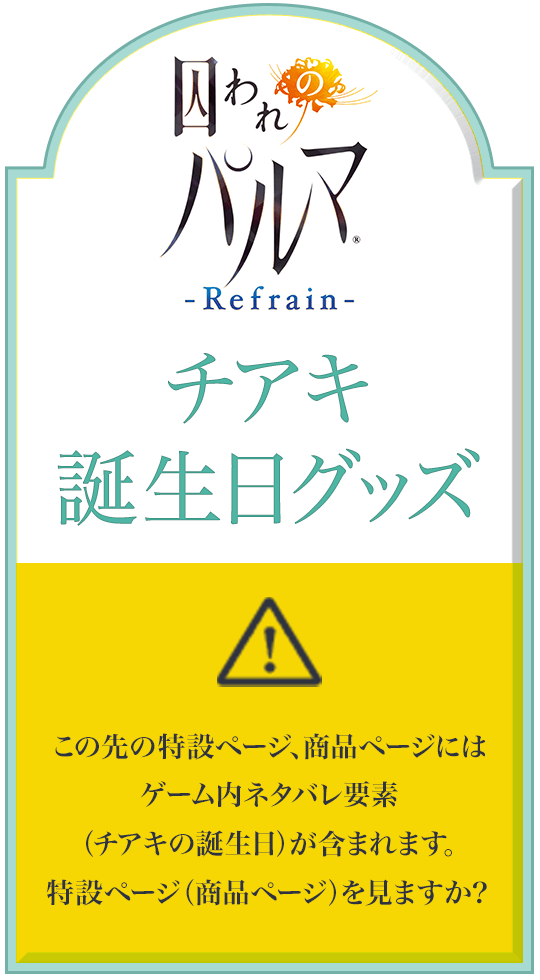 囚われの
パルマ®
-Refrain-
チアキ
誕生日グッズ
この先の特設ページ、商品ページには
ゲーム内ネタバレ要素
(チアキの誕生日)が含まれます。
特設ページ(商品ページ)を見ますか?